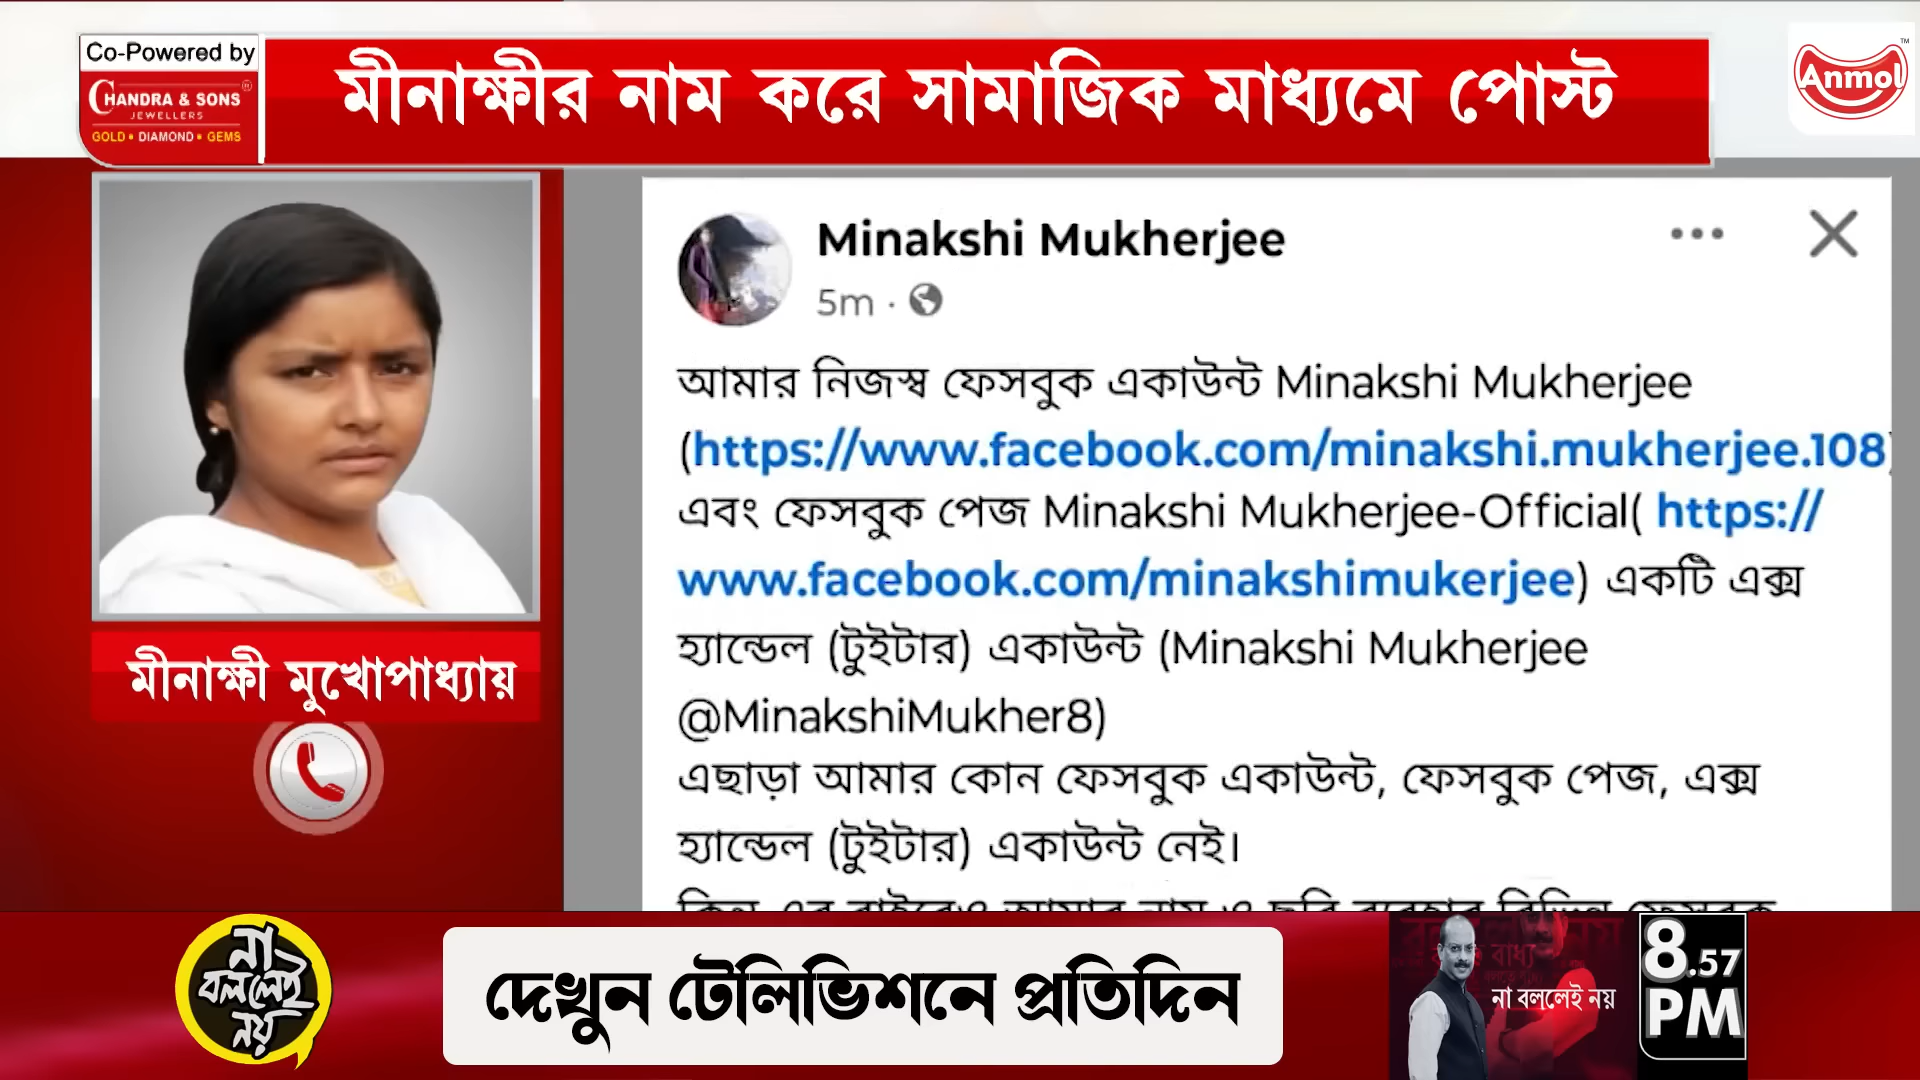 Co-Powered by
CHANDRA & SONS
JEWELLERS
GOLD • DIAMOND • GEMS
মীনাক্ষীর নাম করে সামাজিক মাধ্যমে পোস্ট
Anmol
Minakshi Mukherjee
5m
আমার নিজস্ব ফেসবুক একাউন্ট Minakshi Mukherjee
(https://www.facebook.com/minakshi.mukherjee.108)
এবং ফেসবুক পেজ Minakshi Mukherjee-Official( https://
www.facebook.com/minakshimukerjee) একটি এক্স
হ্যান্ডেল (টুইটার) একাউন্ট (Minakshi Mukherjee
@MinakshiMukher8)
এছাড়া আমার কোন ফেসবুক একাউন্ট, ফেসবুক পেজ, এক্স
হ্যান্ডেল (টুইটার) একাউন্ট নেই।
মীনাক্ষী মুখোপাধ্যায়
না
বললেই
নয়
দেখুন টেলিভিশনে প্রতিদিন
না বললেই নয়
8.57
PM